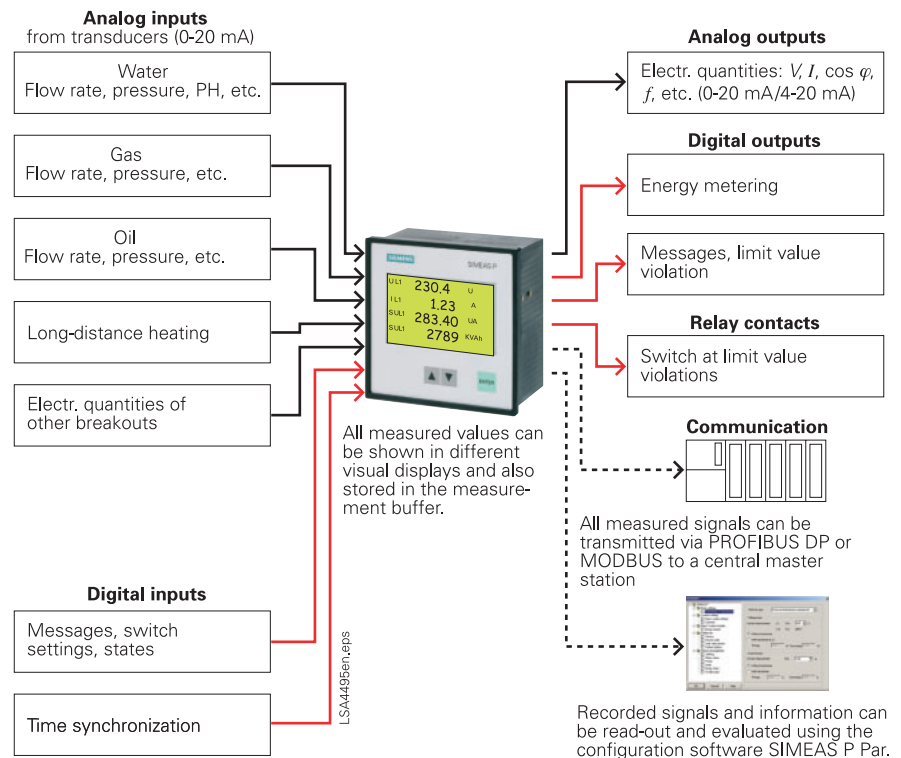 Analog inputs
from transducers (0-20 mA)
Water
Flow rate, pressure, PH, etc.
Gas
Flow rate, pressure, etc.
Oil
Flow rate, pressure, etc.
Long-distance heating
Electr. quantities of
other breakouts
Digital inputs
Messages, switch
settings, states
Time synchronization
SIEMENS
SIMEAS P
UL1 230.4 U
IL1 1.23 A
SUL1 283.40 UA
SUL1 2789 KVAh
ENTER
All measured values can
be shown in different
visual displays and also
stored in the measure-
ment buffer.
LSA4495en.eps
Analog outputs
Electr. quantities: V, I, cos φ,
f, etc. (0-20 mA/4-20 mA)
Digital outputs
Energy metering
Messages, limit value
violation
Relay contacts
Switch at limit value
violations
Communication
All measured signals can be
transmitted via PROFIBUS DP or
MODBUS to a central master
station
Recorded signals and information can
be read-out and evaluated using the
configuration software SIMEAS P Par.